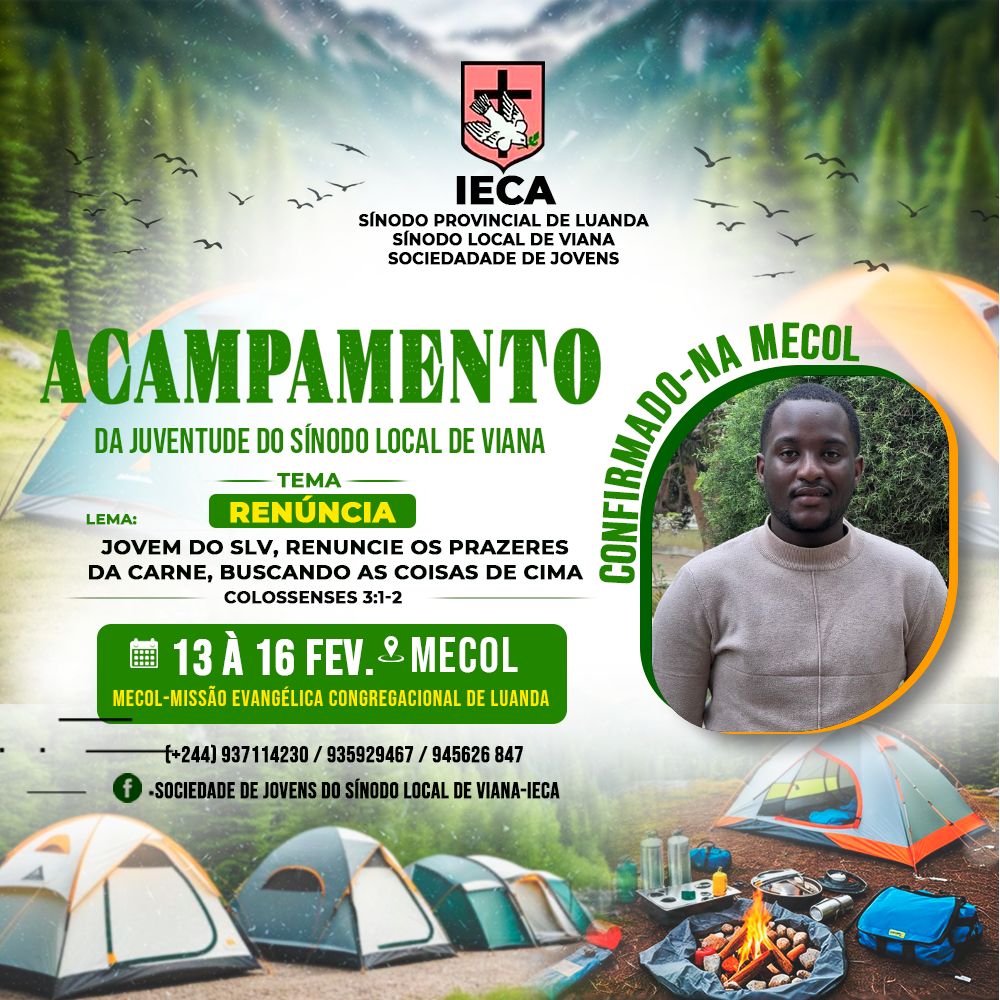 IECA
SÍNODO PROVINCIAL DE LUANDA
SÍNODO LOCAL DE VIANA
SOCIEDADADE DE JOVENS
ACAMPAMENTO
DA JUVENTUDE DO SÍNODO LOCAL DE VIANA
TEMA
RENÚNCIA
LEMA:
JOVEM DO SLV, RENUNCIE OS PRAZERES
DA CARNE, BUSCANDO AS COISAS DE CIMA
COLOSSENSES 3:1-2
CONFIRMADO-NA MECOL
13 À 16 FEV. MECOL
MECOL-MISSÃO EVANGÉLICA CONGREGACIONAL DE LUANDA
(+244) 937114230 / 935929467 / 945626 847
-SOCIEDADE DE JOVENS DO SÍNODO LOCAL DE VIANA-IECA